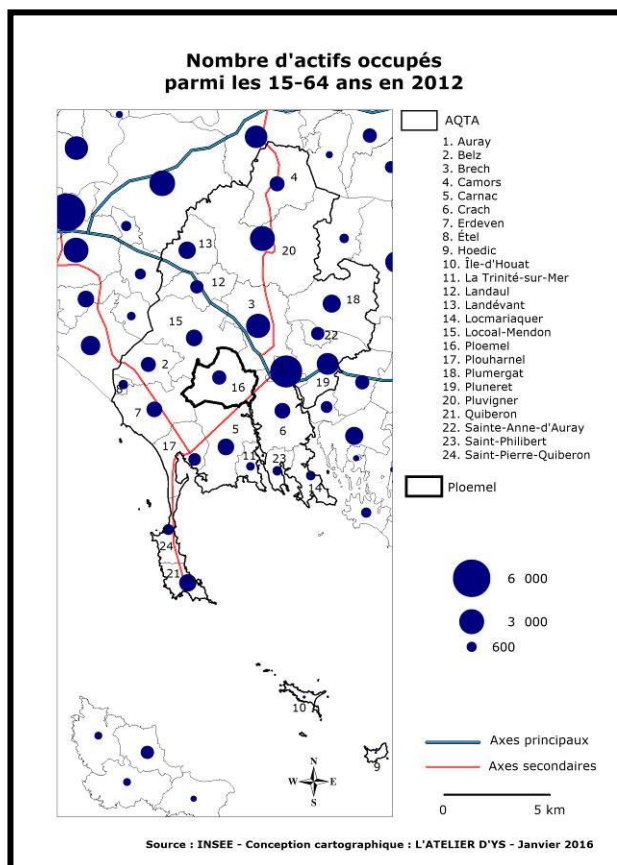 Nombre d'actifs occupés
parmi les 15-64 ans en 2012
AQTA
1. Auray
2. Belz
3. Brech
4. Camors
5. Carnac
6. Crach
7. Erdeven
8. Étel
9. Hoedic
10. Île-d'Houat
11. La Trinité-sur-Mer
12. Landaul
13. Landévant
14. Locmariaquer
15. Locoal-Mendon
16. Ploemel
17. Plouharnel
18. Plumergat
19. Pluneret
20. Pluvigner
21. Quiberon
22. Sainte-Anne-d'Auray
23. Saint-Philibert
24. Saint-Pierre-Quiberon
Ploemel
4
13
20
12
18
3
15
22
2
16
19
8
7
5
6
17
11
23
14
24
21
10
9
6 000
3 000
600
Axes principaux
Axes secondaires
N
W E
S
0 5 km
Source : INSEE - Conception cartographique : L'ATELIER D'YS - Janvier 2016